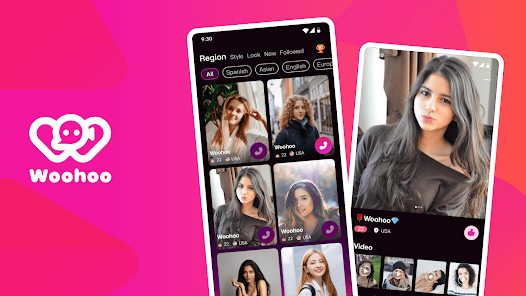 Woohoo
9:30
Region Style Look New Followed
All Spanish Asian English Europ
Woohoo
22 USA
Woohoo
22 USA
Woohoo
22 USA
Woohoo
22 USA
Woohoo
23 USA
Video